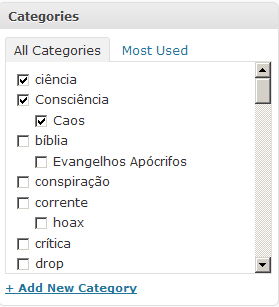 Categories
All Categories Most Used
ciência
Consciência
Caos
bíblia
Evangelhos Apócrifos
conspiração
corrente
hoax
crítica
drop
+ Add New Category